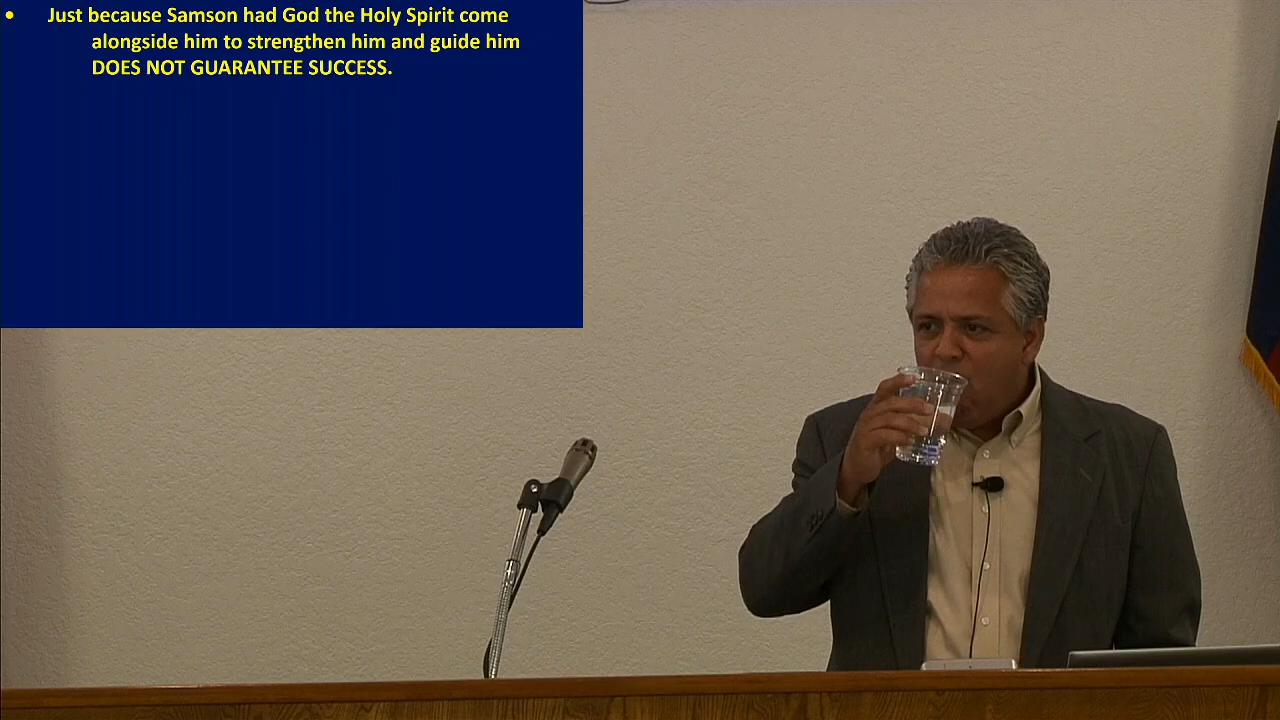 • Just because Samson had God the Holy Spirit come
alongside him to strengthen him and guide him
DOES NOT GUARANTEE SUCCESS.